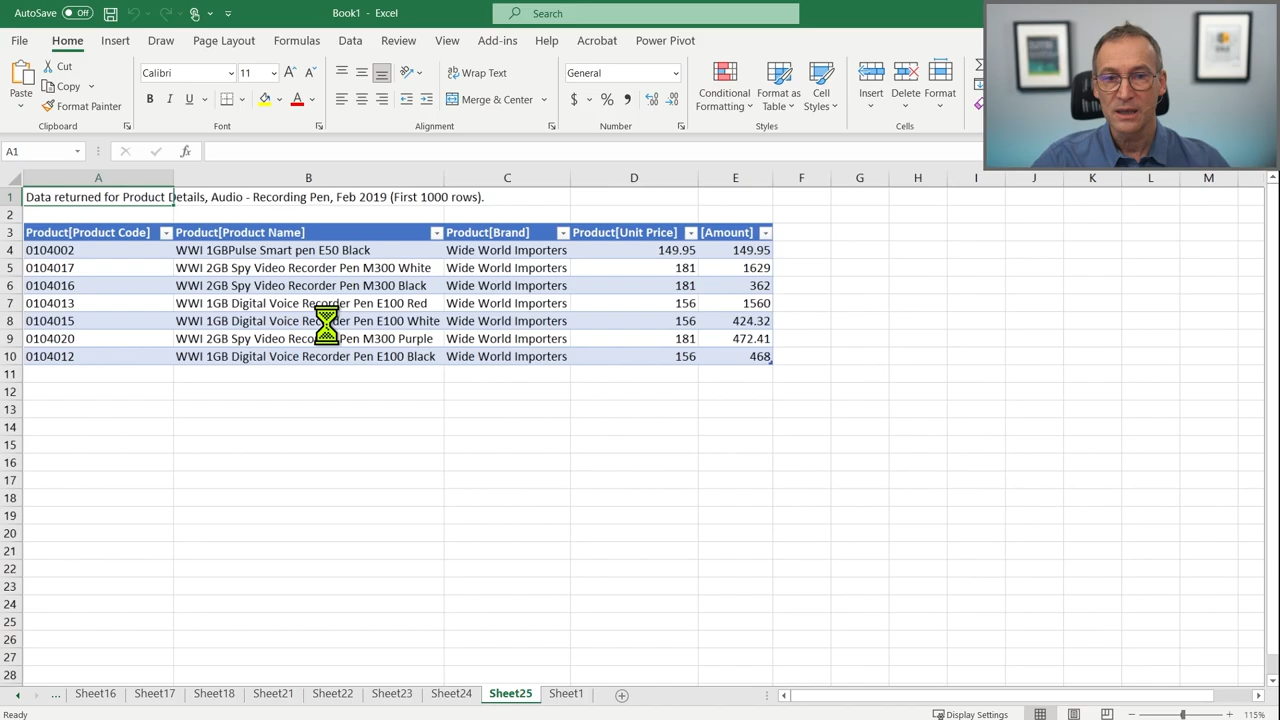 AutoSave Off Book1 - Excel Search
File Home Insert Draw Page Layout Formulas Data Review View Add-ins Help Acrobat Power Pivot
Paste Cut Copy Format Painter
Calibri 11
B I U
Wrap Text
Merge & Center
General
$ % 9
Conditional Formatting Format as Table Cell Styles
Insert Delete Format
Clipboard Font Alignment Number Styles Cells
A1 fx
A B C D E F G H I J K L M
1 Data returned for Product Details, Audio - Recording Pen, Feb 2019 (First 1000 rows).
2
3 Product[Product Code] Product[Product Name] Product[Brand] Product[Unit Price] [Amount]
4 0104002 WWI 1GBPulse Smart pen E50 Black Wide World Importers 149.95 149.95
5 0104017 WWI 2GB Spy Video Recorder Pen M300 White Wide World Importers 181 1629
6 0104016 WWI 2GB Spy Video Recorder Pen M300 Black Wide World Importers 181 362
7 0104013 WWI 1GB Digital Voice Recorder Pen E100 Red Wide World Importers 156 1560
8 0104015 WWI 1GB Digital Voice Recorder Pen E100 White Wide World Importers 156 424.32
9 0104020 WWI 2GB Spy Video Recorder Pen M300 Purple Wide World Importers 181 472.41
10 0104012 WWI 1GB Digital Voice Recorder Pen E100 Black Wide World Importers 156 468
11
12
13
14
15
16
17
18
19
20
21
22
23
24
25
26
27
28
... Sheet16 Sheet17 Sheet18 Sheet21 Sheet22 Sheet23 Sheet24 Sheet25 Sheet1
Ready Display Settings 115%